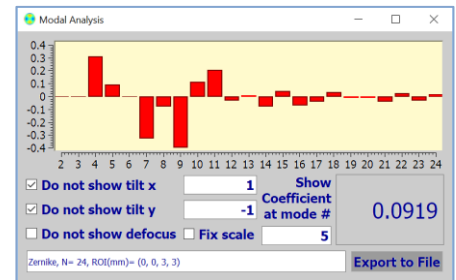 Modal Analysis
0.4
0.3
0.2
0.1
0
-0.1
-0.2
-0.3
-0.4
2 3 4 5 6 7 8 9 10 11 12 13 14 15 16 17 18 19 20 21 22 23 24
Do not show tilt x 1 Show
Do not show tilt y -1 Coefficient
at mode # 0.0919
Do not show defocus Fix scale 5
Zernike, N= 24, ROI(mm)= (0, 0, 3, 3) Export to File